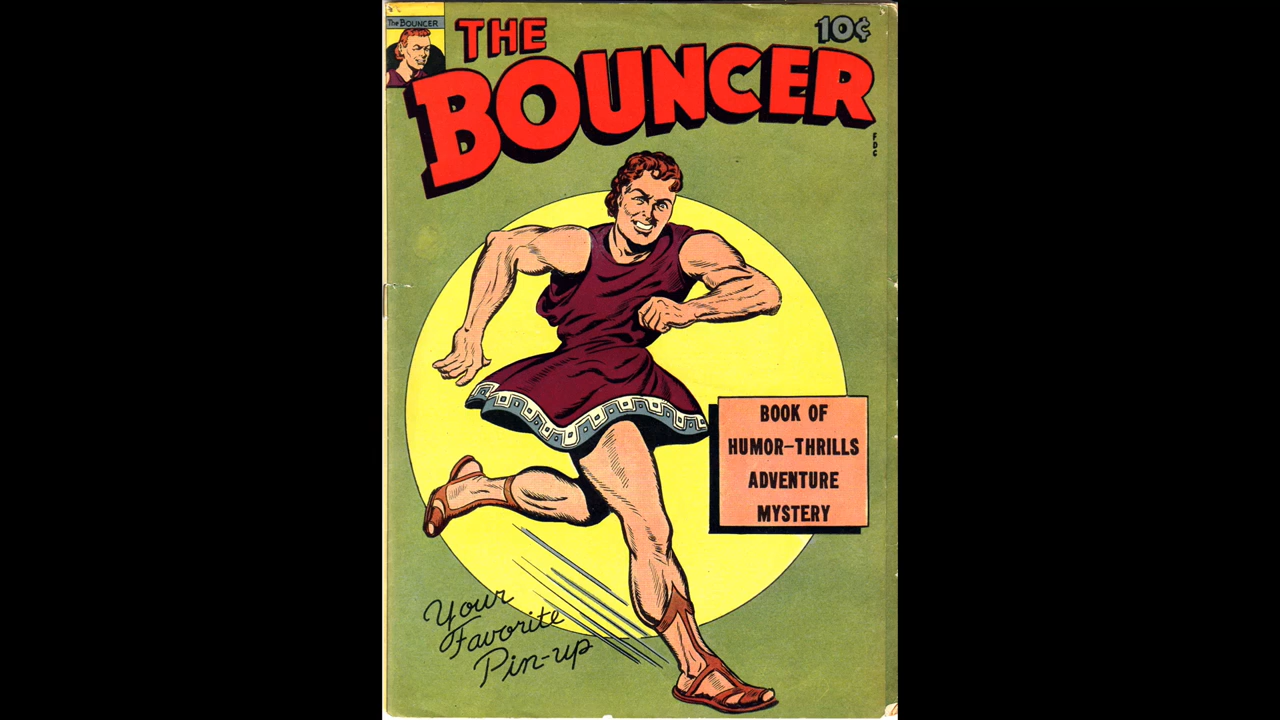 The BOUNCER
THE
BOUNCER
10¢
FDC
BOOK OF
HUMOR-THRILLS
ADVENTURE
MYSTERY
Your
Favorite
Pin-up